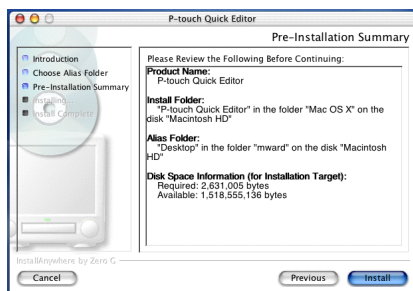 P-touch Quick Editor
Pre-Installation Summary
Introduction
Choose Alias Folder
Pre-Installation Summary
Installing...
Install Complete
Please Review the Following Before Continuing:
Product Name:
P-touch Quick Editor
Install Folder:
"P-touch Quick Editor" in the folder "Mac OS X" on the
disk "Macintosh HD"
Alias Folder:
"Desktop" in the folder "mward" on the disk "Macintosh
HD"
Disk Space Information (for Installation Target):
Required: 2,631,005 bytes
Available: 1,518,555,136 bytes
InstallAnywhere by Zero G
Cancel
Previous
Install